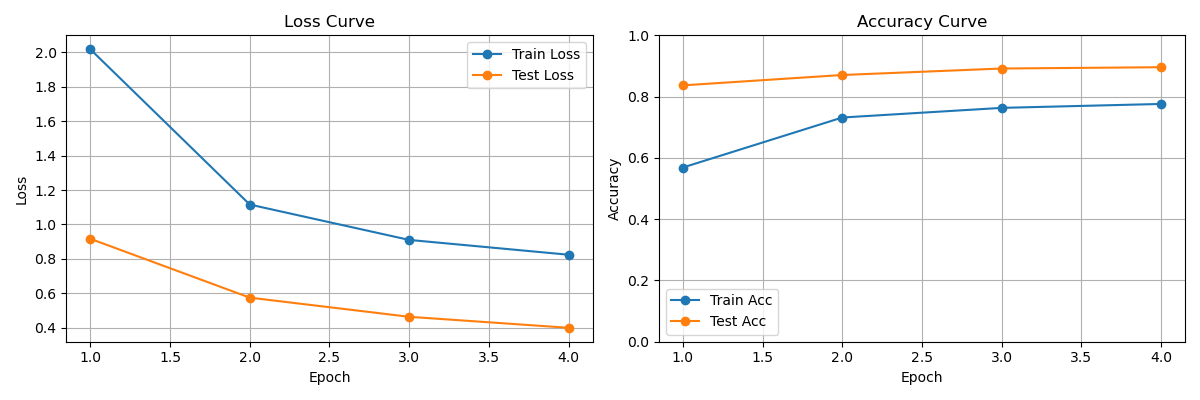 Loss Curve
Train Loss
Test Loss
2.0
1.8
1.6
1.4
1.2
1.0
0.8
0.6
0.4
Loss
1.0 1.5 2.0 2.5 3.0 3.5 4.0
Epoch
Accuracy Curve
1.0
0.8
0.6
0.4
0.2
0.0
Accuracy
Train Acc
Test Acc
1.0 1.5 2.0 2.5 3.0 3.5 4.0
Epoch